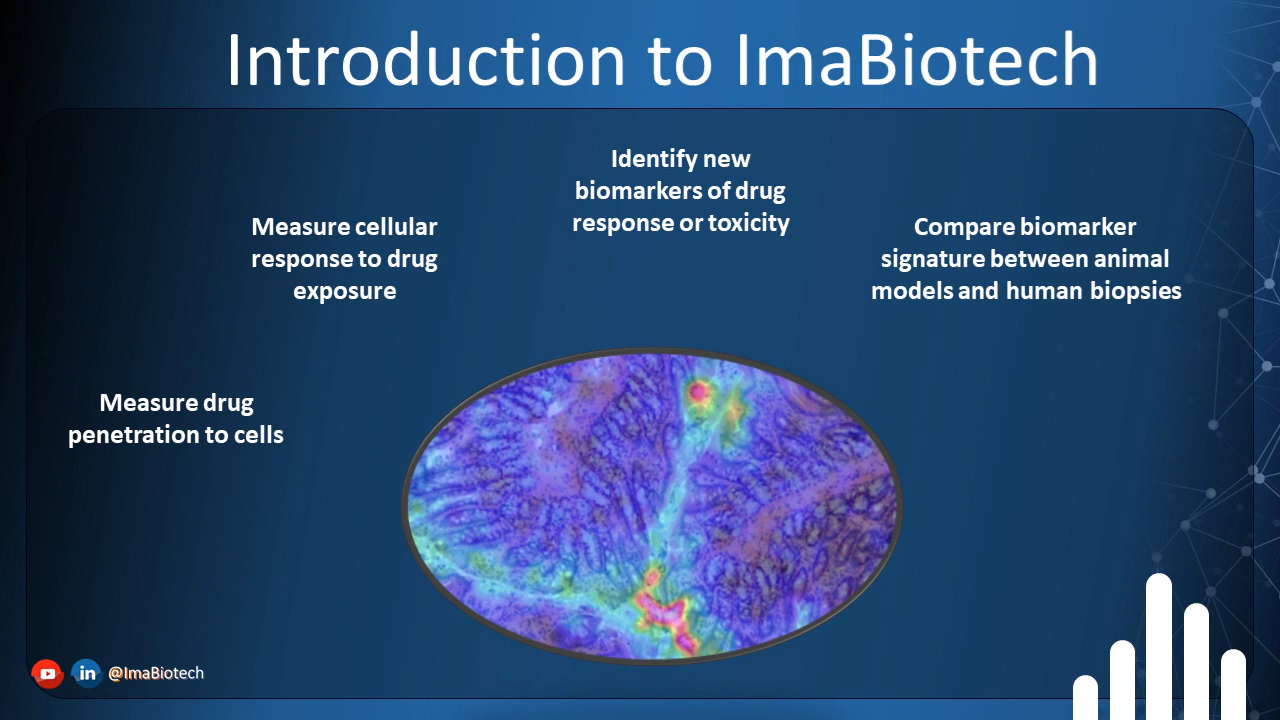 Introduction to ImaBiotech
Identify new
biomarkers of drug
response or toxicity
Measure cellular
response to drug
exposure
Compare biomarker
signature between animal
models and human biopsies
Measure drug
penetration to cells
in
@ImaBiotech